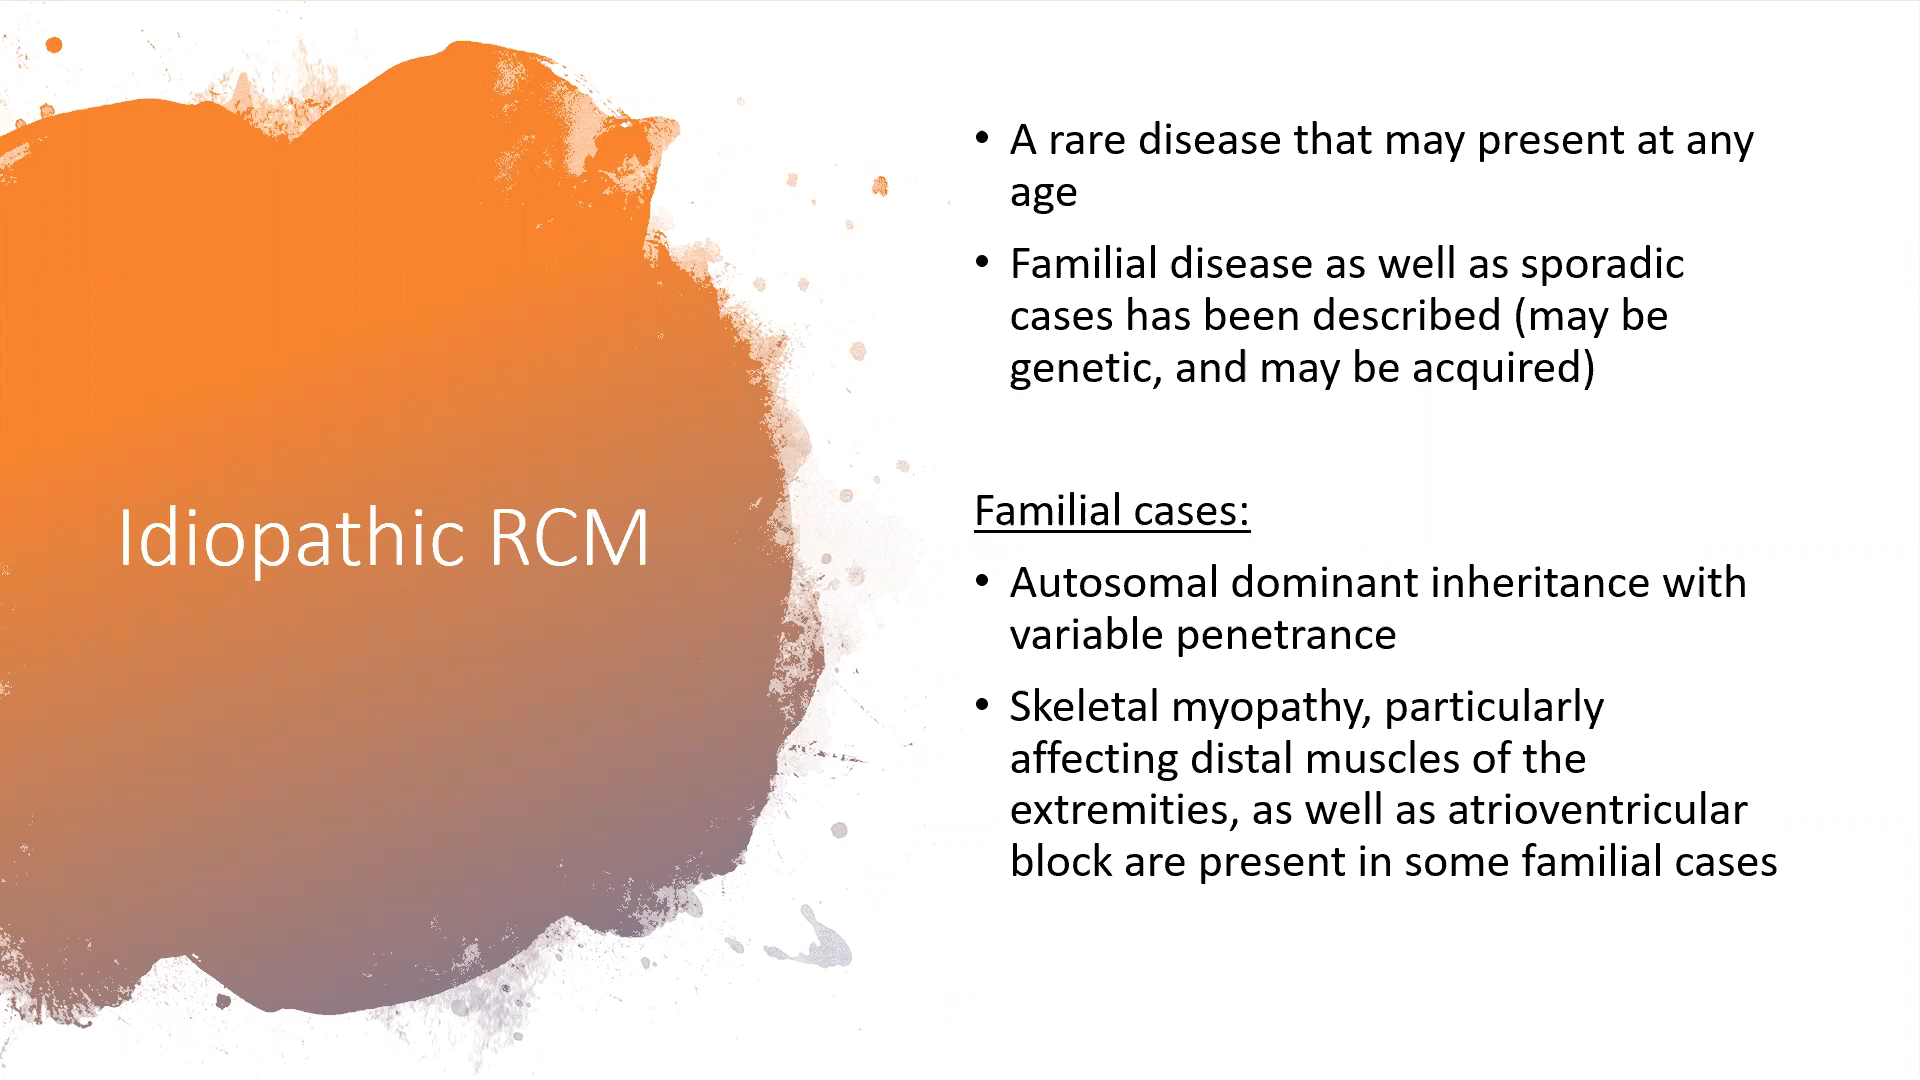 Idiopathic RCM
• A rare disease that may present at any
age
• Familial disease as well as sporadic
cases has been described (may be
genetic, and may be acquired)
Familial cases:
• Autosomal dominant inheritance with
variable penetrance
• Skeletal myopathy, particularly
affecting distal muscles of the
extremities, as well as atrioventricular
block are present in some familial cases